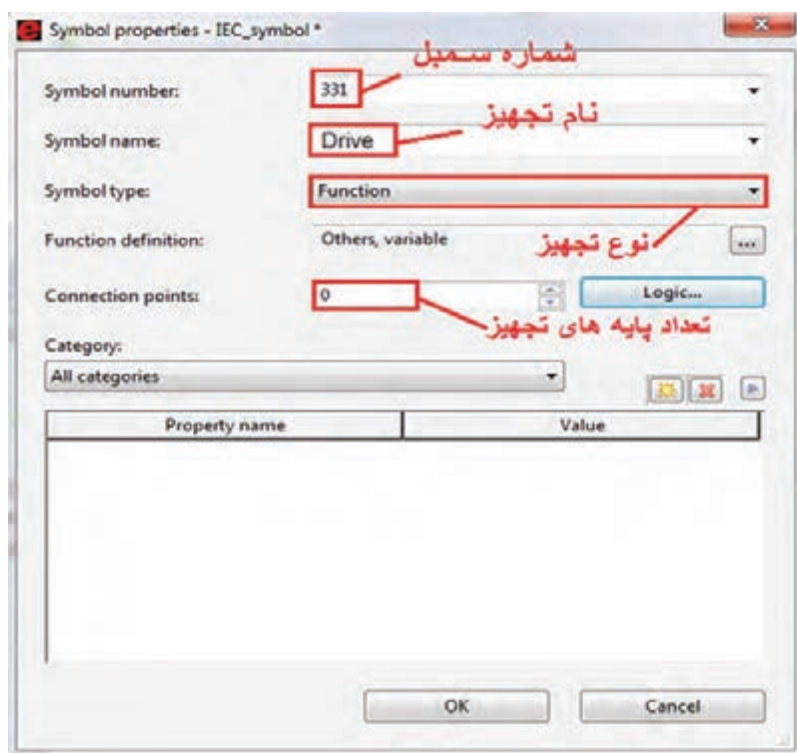 Symbol properties - IEC_symbol *
شماره سمبل
Symbol number: 331
نام تجهیز
Symbol name: Drive
Symbol type: Function
Function definition: Others, variable ...
نوع تجهیز
Connection points: 0 Logic...
تعداد پایه های تجهیز
Category:
All categories
Property name Value
OK Cancel